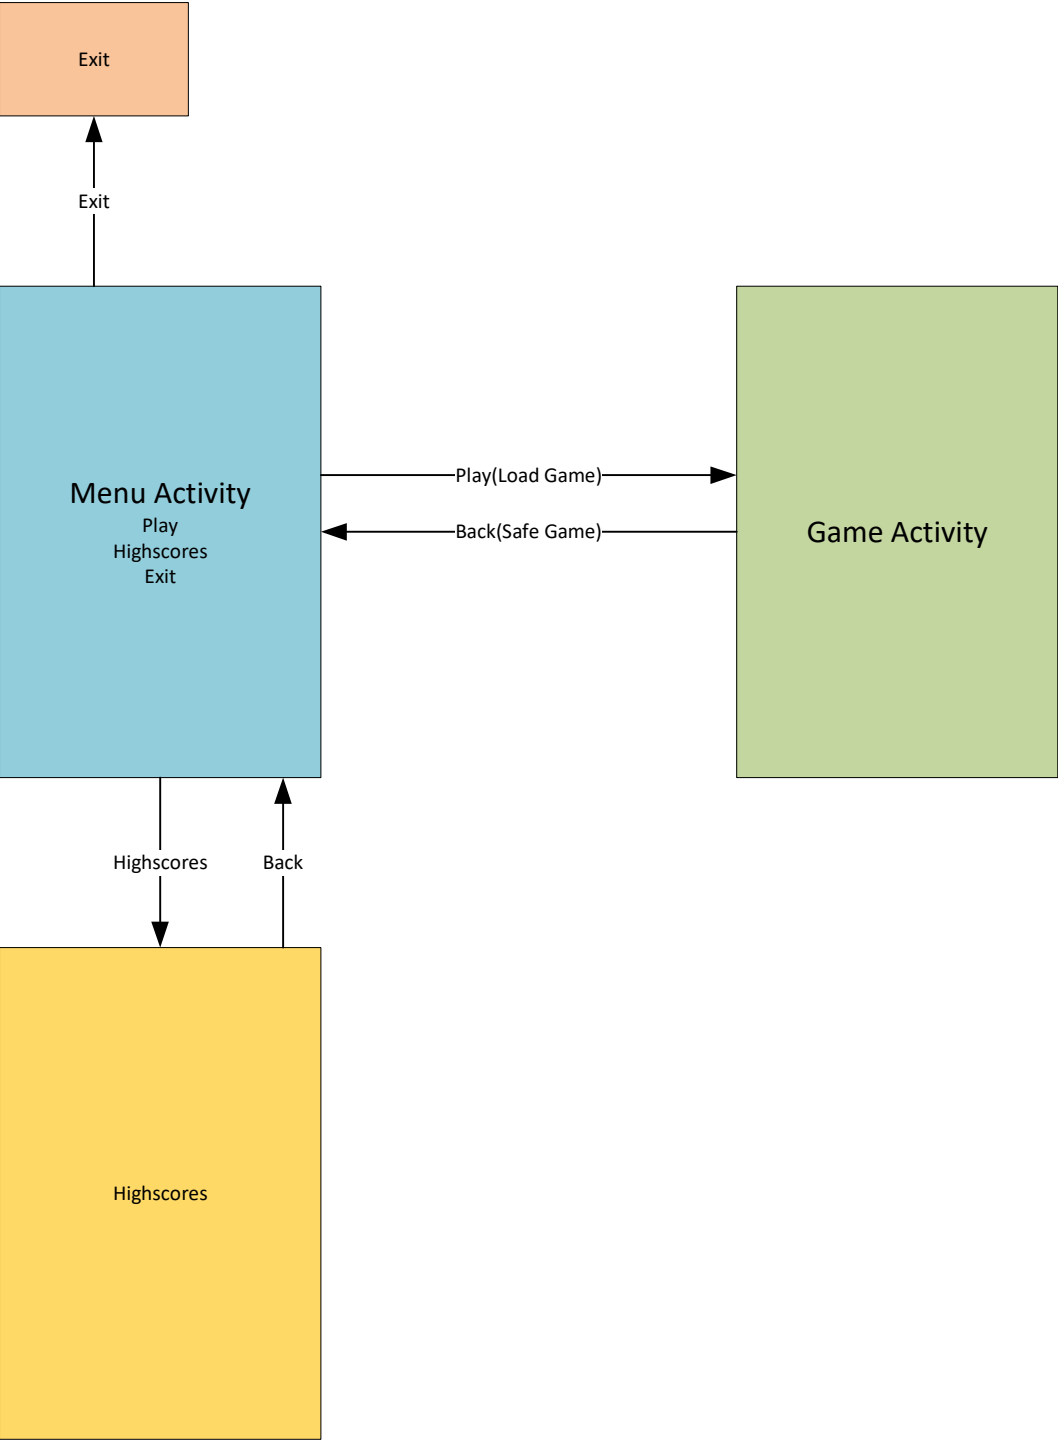 Exit
Exit
Menu Activity
Play
Highscores
Exit
Play(Load Game)
Back(Safe Game)
Game Activity
Highscores
Back
Highscores